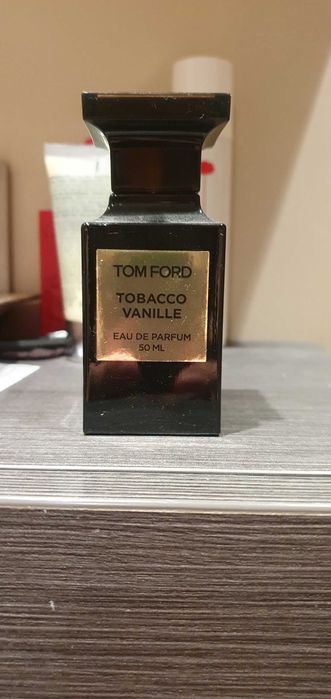 TOM FORD
TOBACCO
VANILLE
EAU DE PARFUM
50 ML